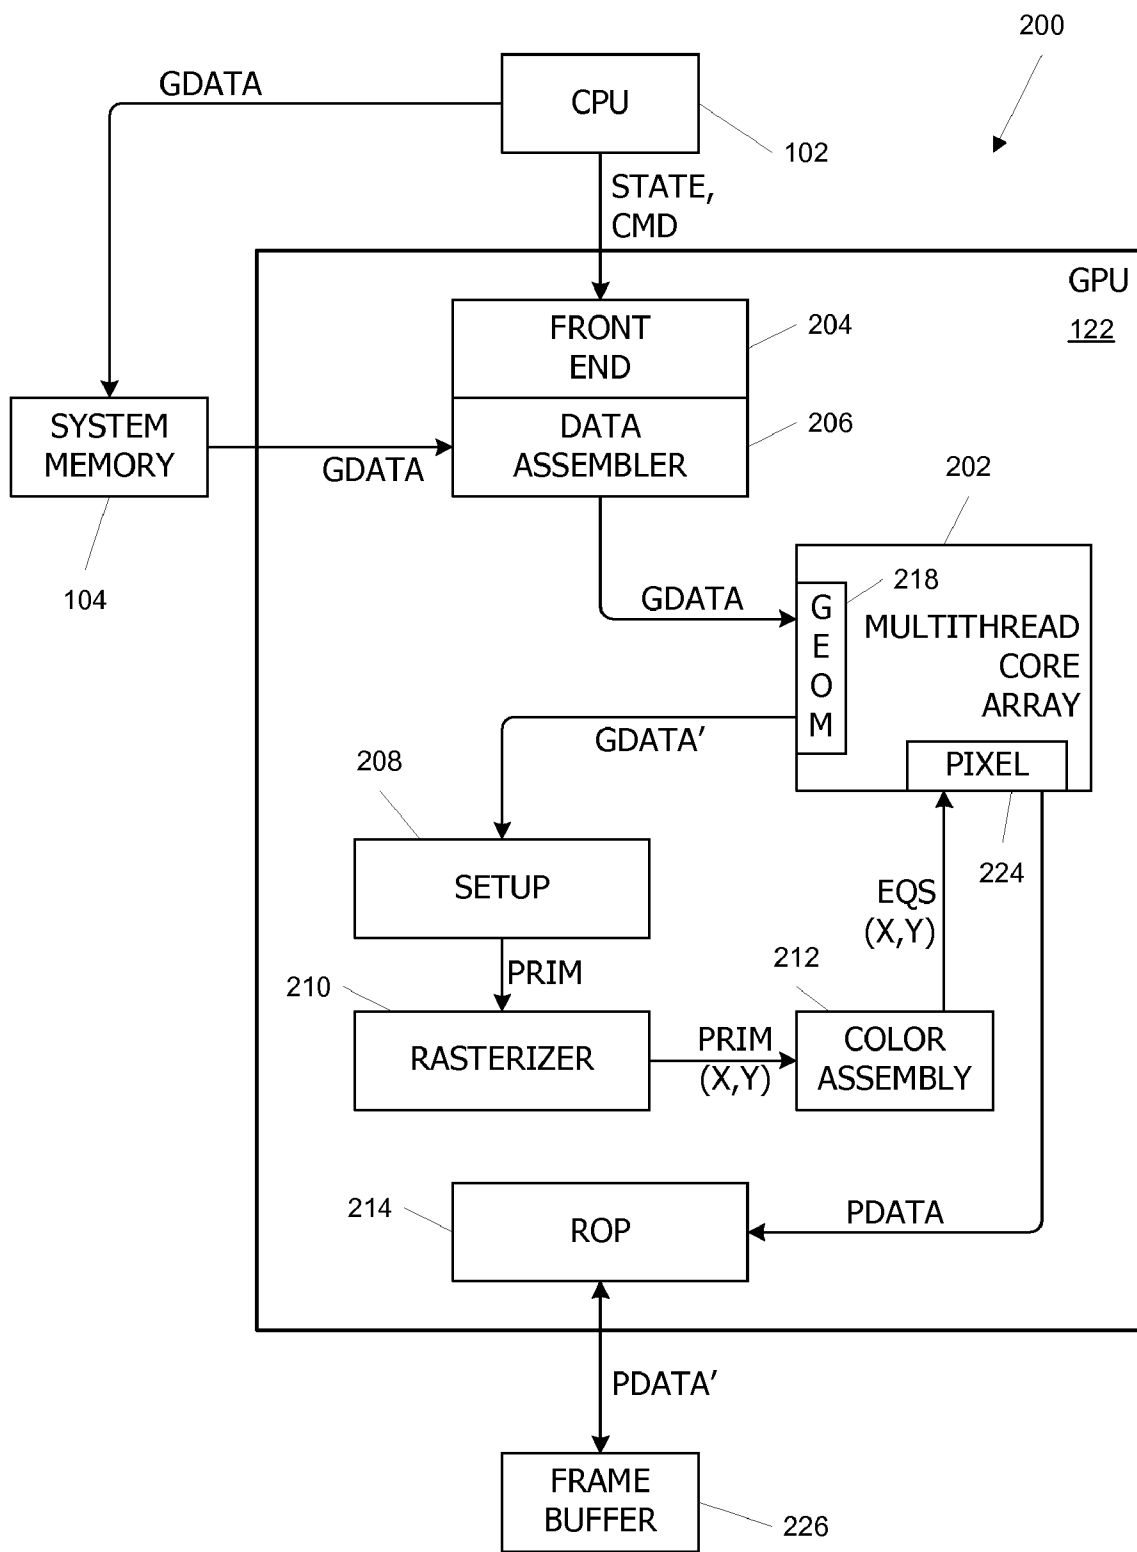 200
GDATA
CPU
102
STATE,
CMD
GPU
122
FRONT
END
204
SYSTEM
MEMORY
104
GDATA
DATA
ASSEMBLER
206
202
GDATA
GEOM
218
MULTITHREAD
CORE
ARRAY
GDATA’
PIXEL
224
208
SETUP
EQS
(X,Y)
PRIM
210
RASTERIZER
PRIM
(X,Y)
212
COLOR
ASSEMBLY
214
ROP
PDATA
PDATA’
FRAME
BUFFER
226